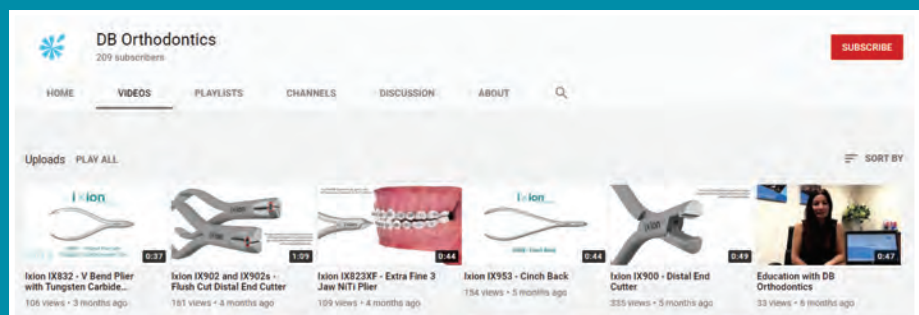 DB Orthodontics
209 subscribers
SUBSCRIBE
HOME VIDEOS PLAYLISTS CHANNELS DISCUSSION ABOUT
Uploads PLAY ALL
SORT BY
ixion
0:37
IXION
1:09
0:44
ixion
0:44
ixion
0:49
0:47
Ixion IX832 - V Bend Plier
with Tungsten Carbide...
106 views • 3 months ago
Ixion IX902 and IX902s -
Flush Cut Distal End Cutter
161 views • 4 months ago
Ixion IX823XF - Extra Fine 3
Jaw NiTi Plier
109 views • 4 months ago
Ixion IX953 - Cinch Back
154 views • 5 months ago
Ixion IX900 - Distal End
Cutter
335 views • 5 months ago
Education with DB
Orthodontics
33 views • 6 months ago